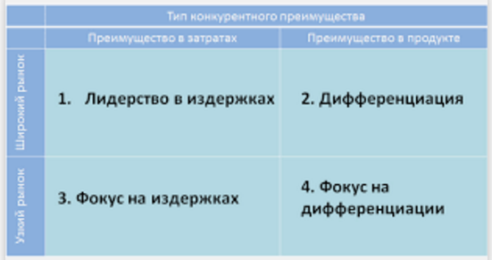 Тип конкурентного преимущества
Преимущество в затратах
Преимущество в продукте
Широкий рынок
1. Лидерство в издержках
2. Дифференциация
Узкий рынок
3. Фокус на издержках
4. Фокус на
дифференциации